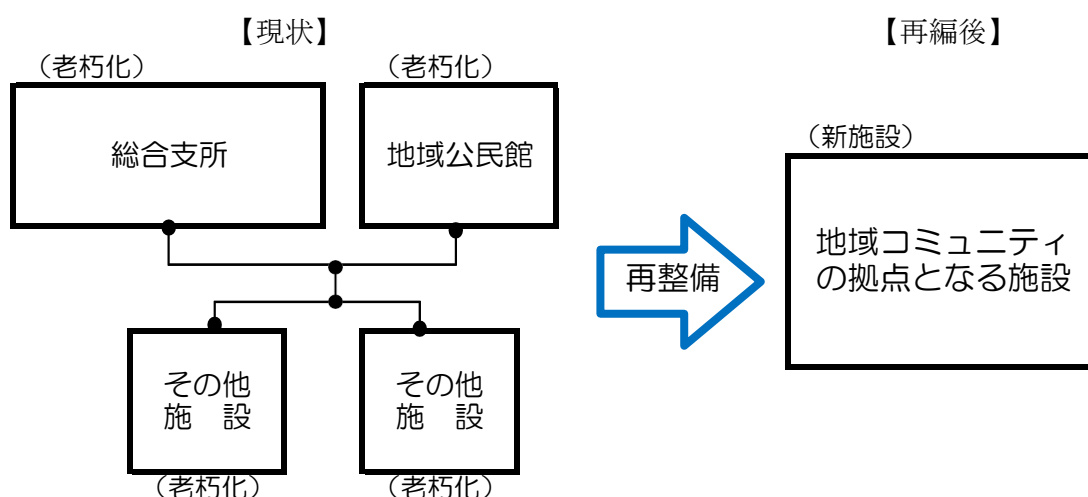 【現状】
【再編後】
（老朽化）
（老朽化）
総合支所
地域公民館
（新施設）
地域コミュニティ
の拠点となる施設
再整備
その他
施　設
その他
施　設
（老朽化）
（老朽化）